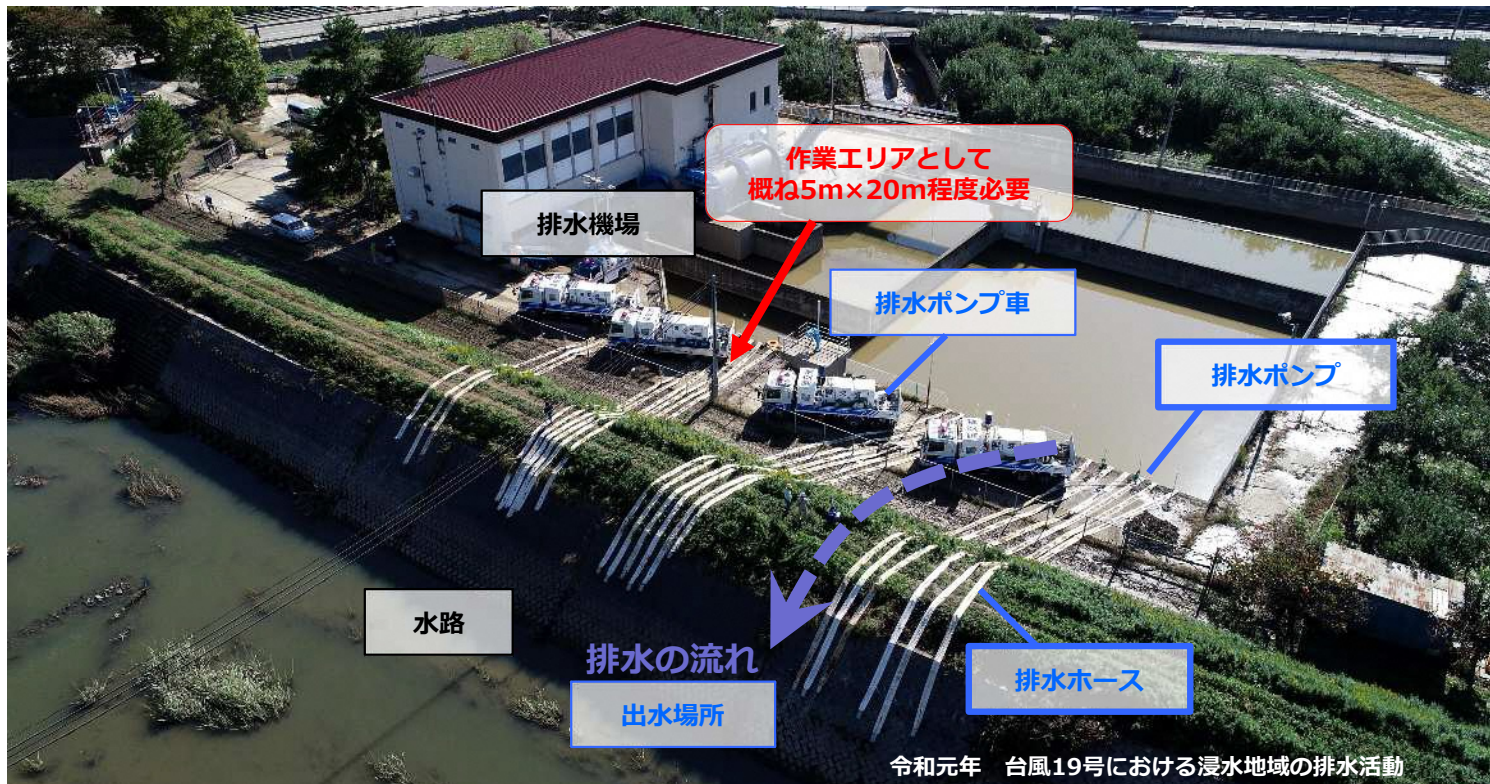 作業エリアとして
概ね5m×20m程度必要
排水機場
排水ポンプ車
排水ポンプ
水路
排水の流れ
出水場所
排水ホース
令和元年　台風19号における浸水地域の排水活動